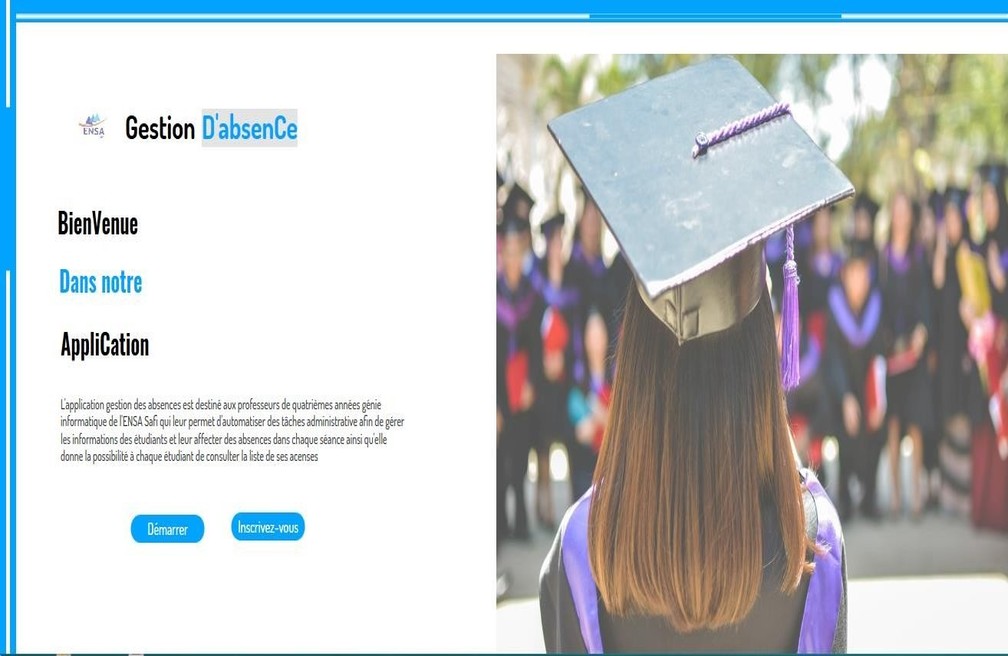 ENSA
Gestion D'absenCe
BienVenue
Dans notre
AppliCation
L'application gestion des absences est destiné aux professeurs de quatrièmes années génie
informatique de l'ENSA Safi qui leur permet d'automatiser des tâches administrative afin de gérer
les informations des étudiants et leur affecter des absences dans chaque séance ainsi qu'elle
donne la possibilité à chaque étudiant de consulter la liste de ses acenses
Démarrer
Inscrivez-vous